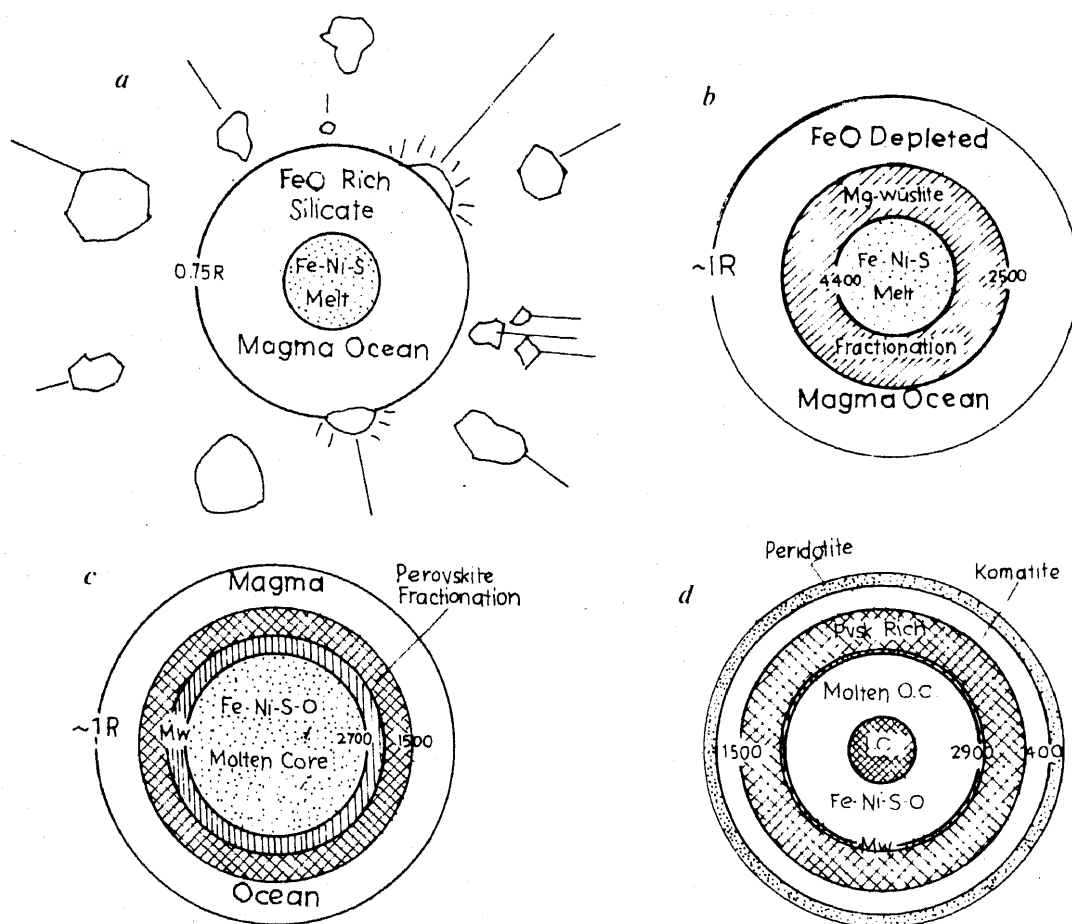 a
FeO Rich
Silicate
0.75R
Fe-Ni-S
Melt
Magma Ocean
b
FeO Depleted
Mg-wüstite
~1R
Fe-Ni-S
4400
2500
Melt
Fractionation
Magma Ocean
c
Magma
Perovskite
Fractionation
Fe-Ni-S-O
~1R
Mw
2700
1500
Molten Core
Ocean
d
Peridotite
Komatite
Pvsk Rich
Molten O.C
1500
I.C
2900
400
Fe-Ni-S-O
Mw